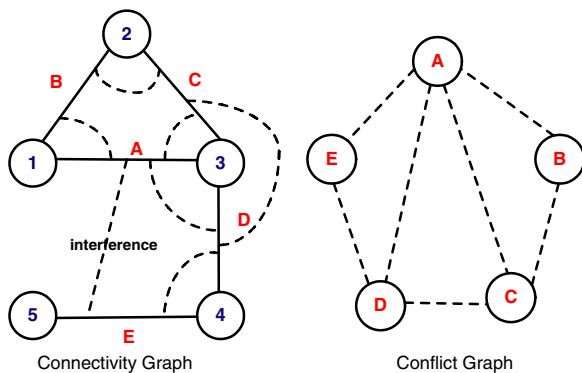 2
B
C
A
1
3
D
interference
5
4
E
Connectivity Graph
A
E
B
D
C
Conflict Graph